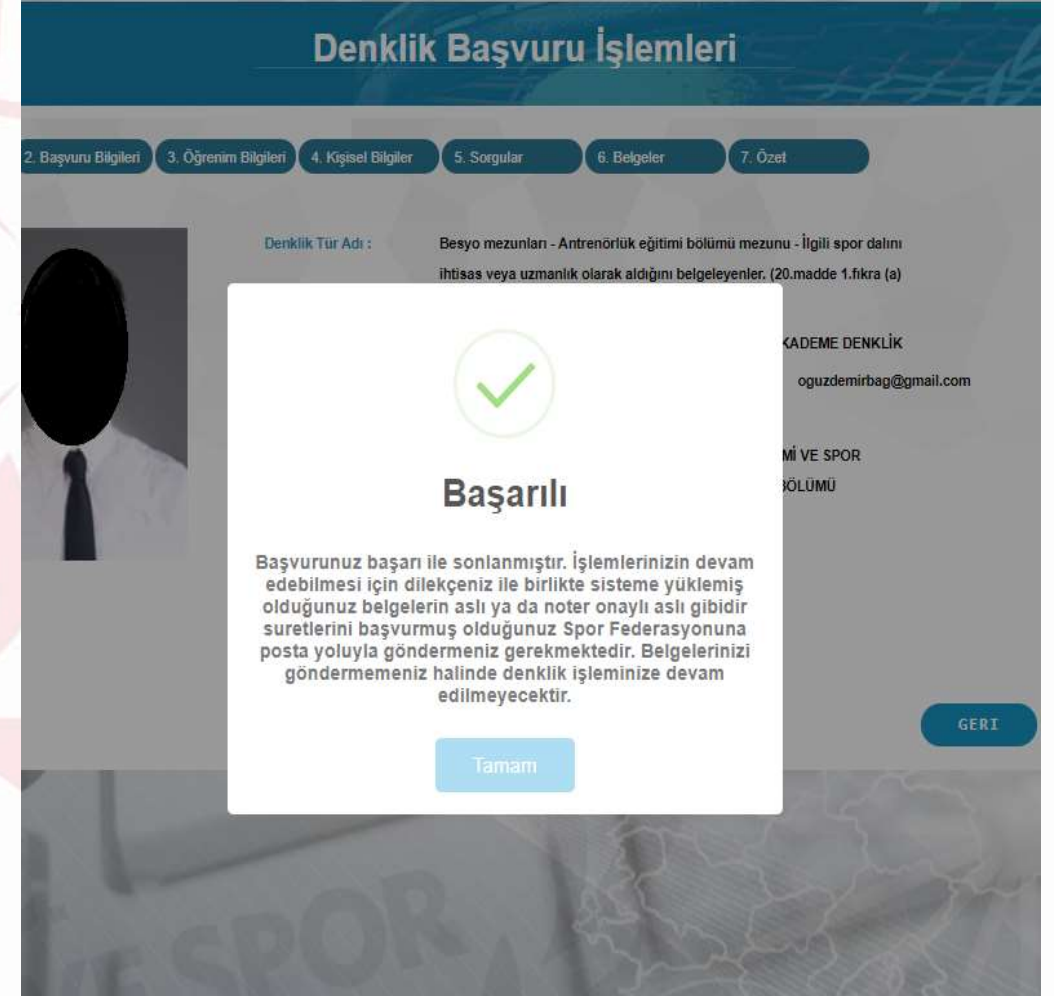 Denklik Başvuru İşlemleri
2. Başvuru Bilgileri
3. Öğrenim Bilgileri
4. Kişisel Bilgiler
5. Sorgular
6. Belgeler
7. Özet
Denklik Tür Adı :
Besyo mezunları - Antrenörlük eğitimi bölümü mezunu - İlgili spor dalını
ihtisas veya uzmanlık olarak aldığını belgeleyenler. (20.madde 1.fıkra (a)
KADEME DENKLİK
oguzdemirbag@gmail.com
VE SPOR
BÖLÜMÜ
Başarılı
Başvurunuz başarı ile sonlanmıştır. İşlemlerinizin devam
edebilmesi için dilekçeniz ile birlikte sisteme yüklemiş
olduğunuz belgelerin aslı ya da noter onaylı aslı gibidir
suretlerini başvurmuş olduğunuz Spor Federasyonuna
posta yoluyla göndermeniz gerekmektedir. Belgelerinizi
göndermemeniz halinde denklik işleminize devam
edilmeyecektir.
Tamam
GERI
VE SPOR